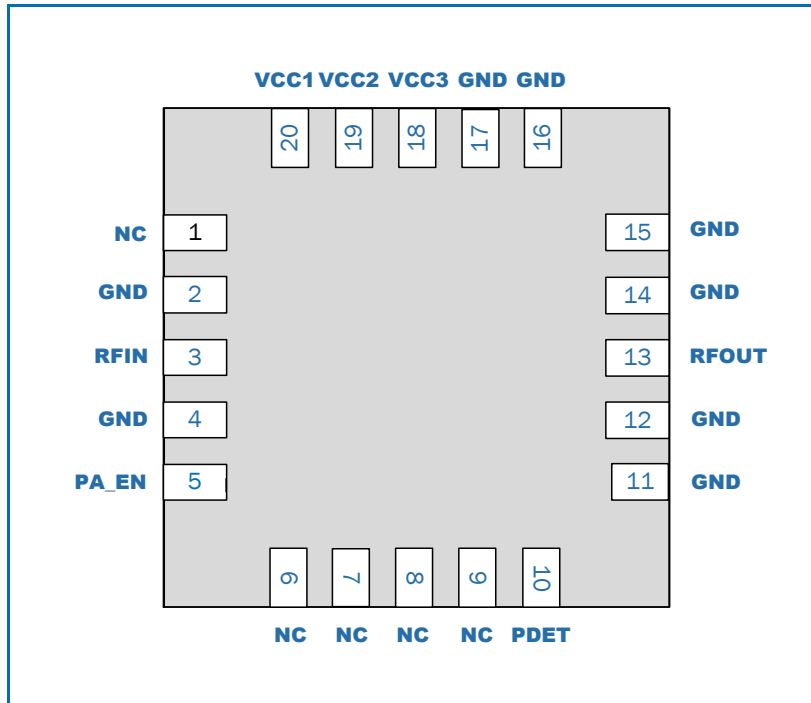 VCC1 VCC2 VCC3 GND GND
20 19 18 17 16
NC 1 15 GND
GND 2 14 GND
RFIN 3 13 RFOUT
GND 4 12 GND
PA_EN 5 11 GND
6 7 8 9 10
NC NC NC NC PDET